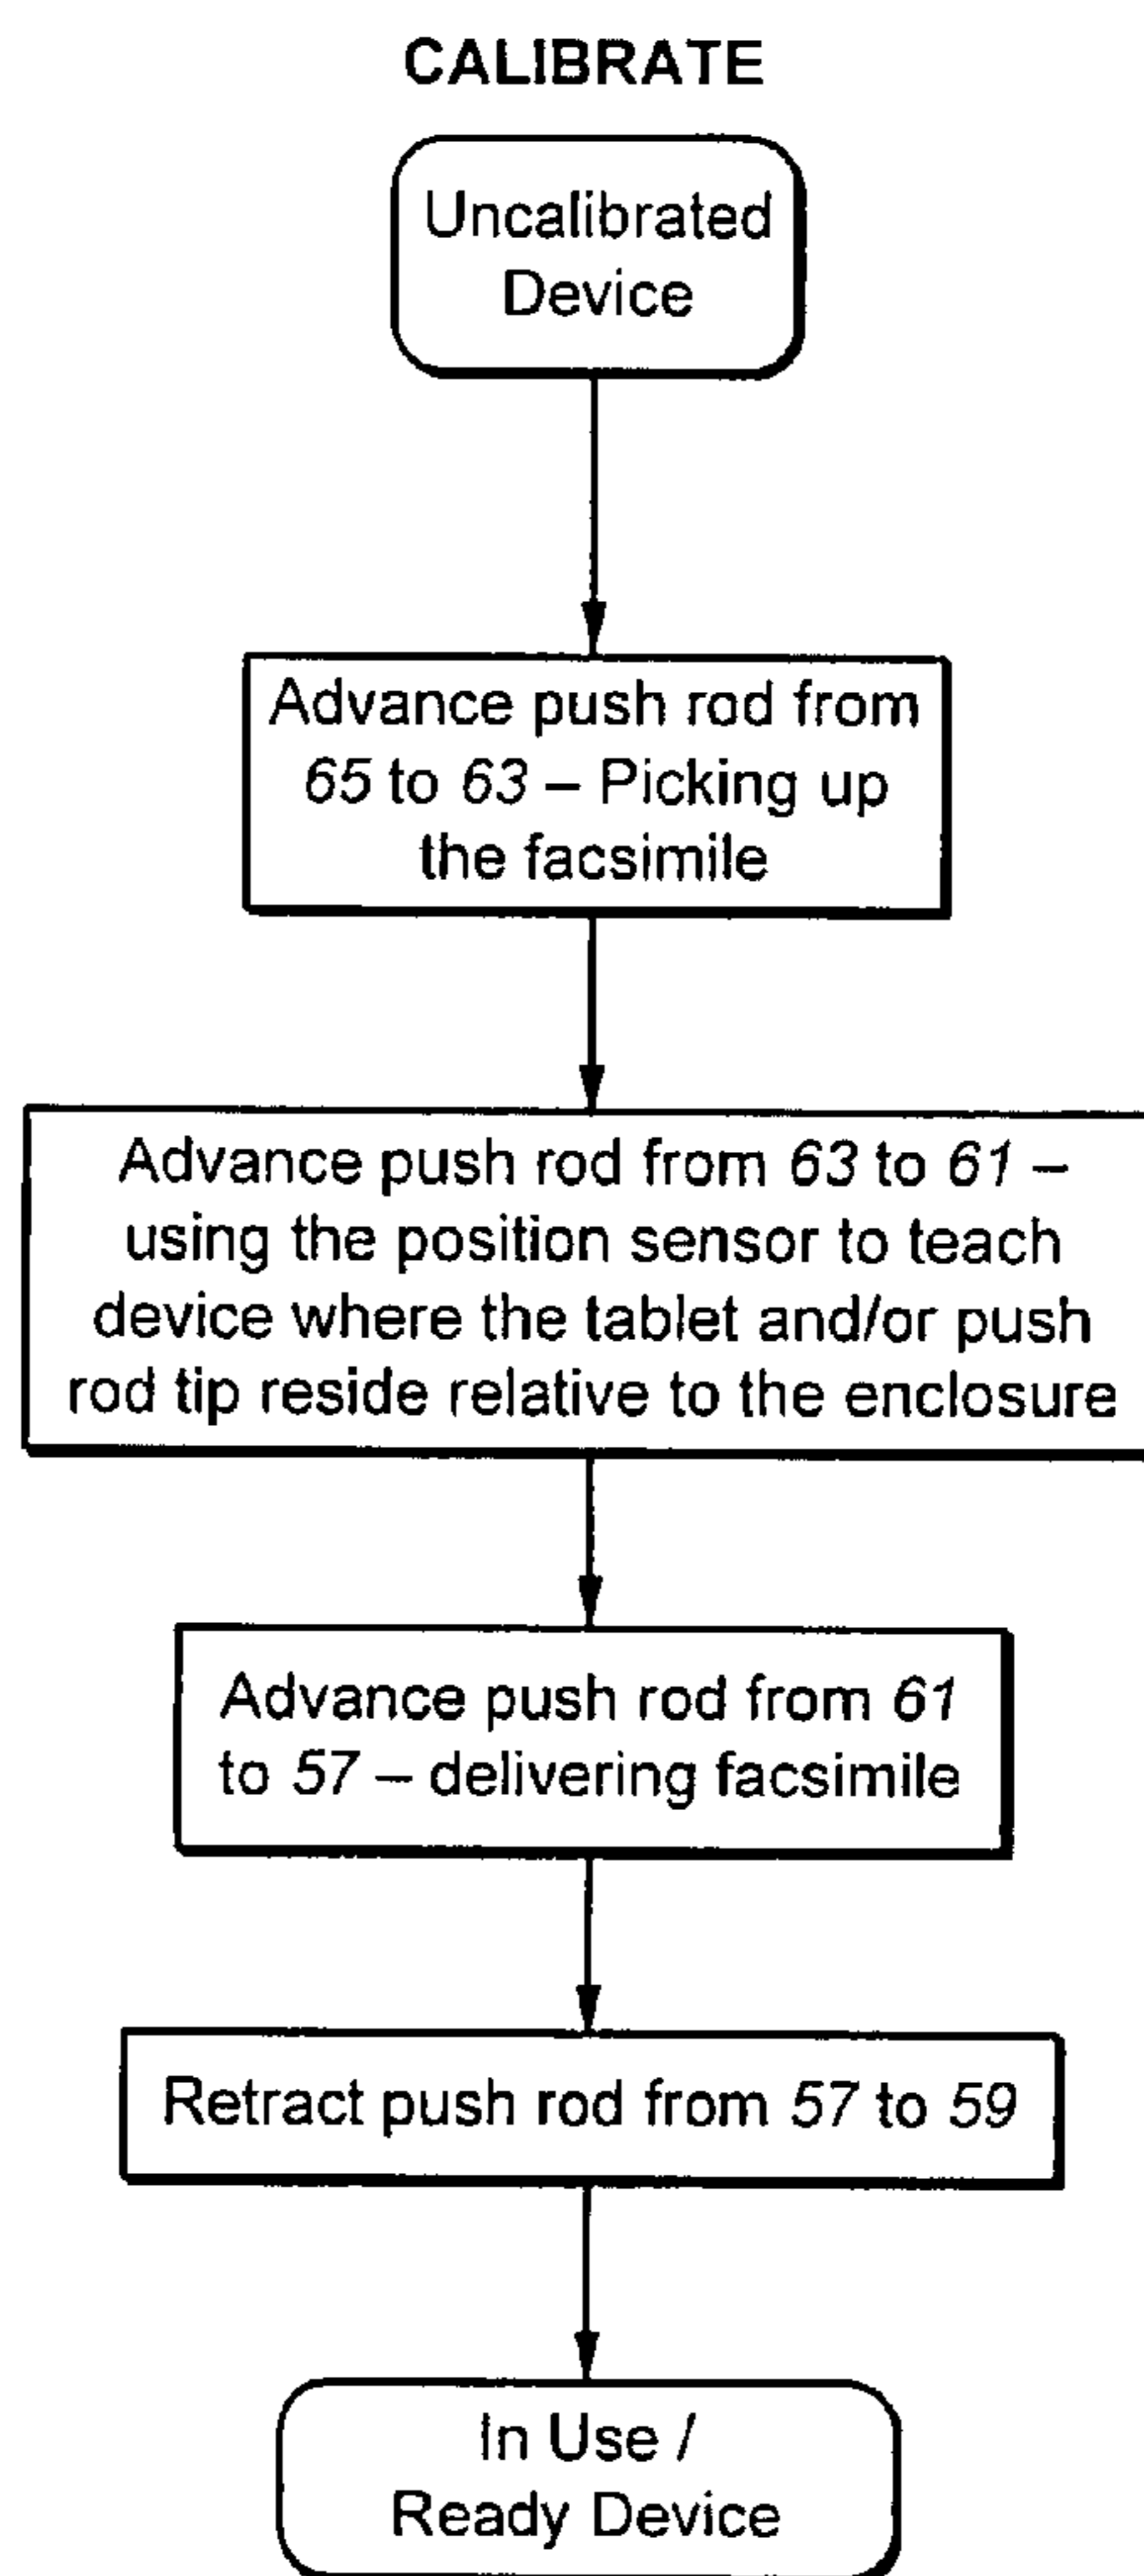 CALIBRATE
Uncalibrated
Device
Advance push rod from
65 to 63 – Picking up
the facsimile
Advance push rod from 63 to 61 –
using the position sensor to teach
device where the tablet and/or push
rod tip reside relative to the enclosure
Advance push rod from 61
to 57 – delivering facsimile
Retract push rod from 57 to 59
In Use /
Ready Device